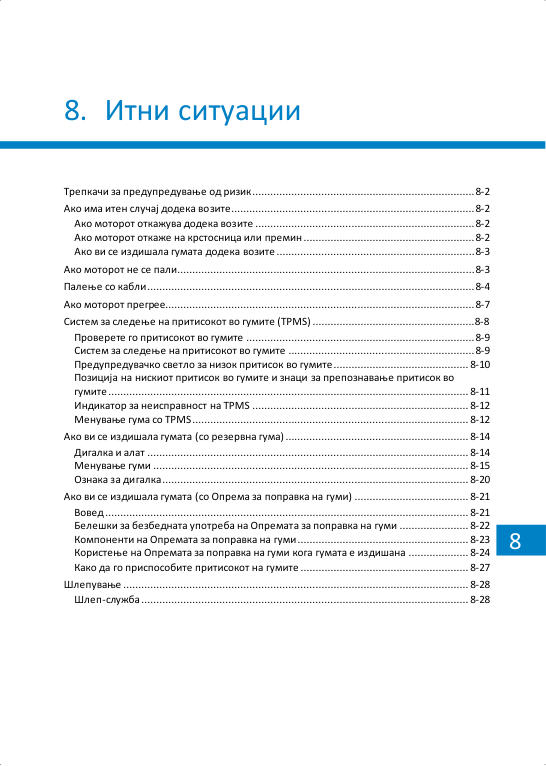 8. Итни ситуации
Трепкачи за предупредување од ризик 8-2
Ако има итен случај додека возите 8-2
Ако моторот откажува додека возите 8-2
Ако моторот откаже на крстосница или премин 8-2
Ако ви се издишала гумата додека возите 8-3
Ако моторот не се пали 8-3
Палење со кабли 8-4
Ако моторот прегрее 8-7
Систем за следење на притисокот во гумите (TPMS) 8-8
Проверете го притисокот во гумите 8-9
Систем за следење на притисокот во гумите 8-9
Предупредувачко светло за низок притисок во гумите 8-10
Позиција на нискиот притисок во гумите и знаци за препознавање притисок во
гумите 8-11
Индикатор за неисправност на TPMS 8-12
Менување гума со TPMS 8-12
Ако ви се издишала гумата (со резервна гума) 8-14
Дигалка и алат 8-14
Менување гуми 8-15
Ознака за дигалка 8-20
Ако ви се издишала гумата (со Опрема за поправка на гуми) 8-21
Вовед 8-21
Белешки за безбедната употреба на Опремата за поправка на гуми 8-22
Компоненти на Опремата за поправка на гуми 8-23
Користење на Опремата за поправка на гуми кога гумата е издишана 8-24
Како да го приспособите притисокот на гумите 8-27
Шлепување 8-28
Шлеп-служба 8-28
8